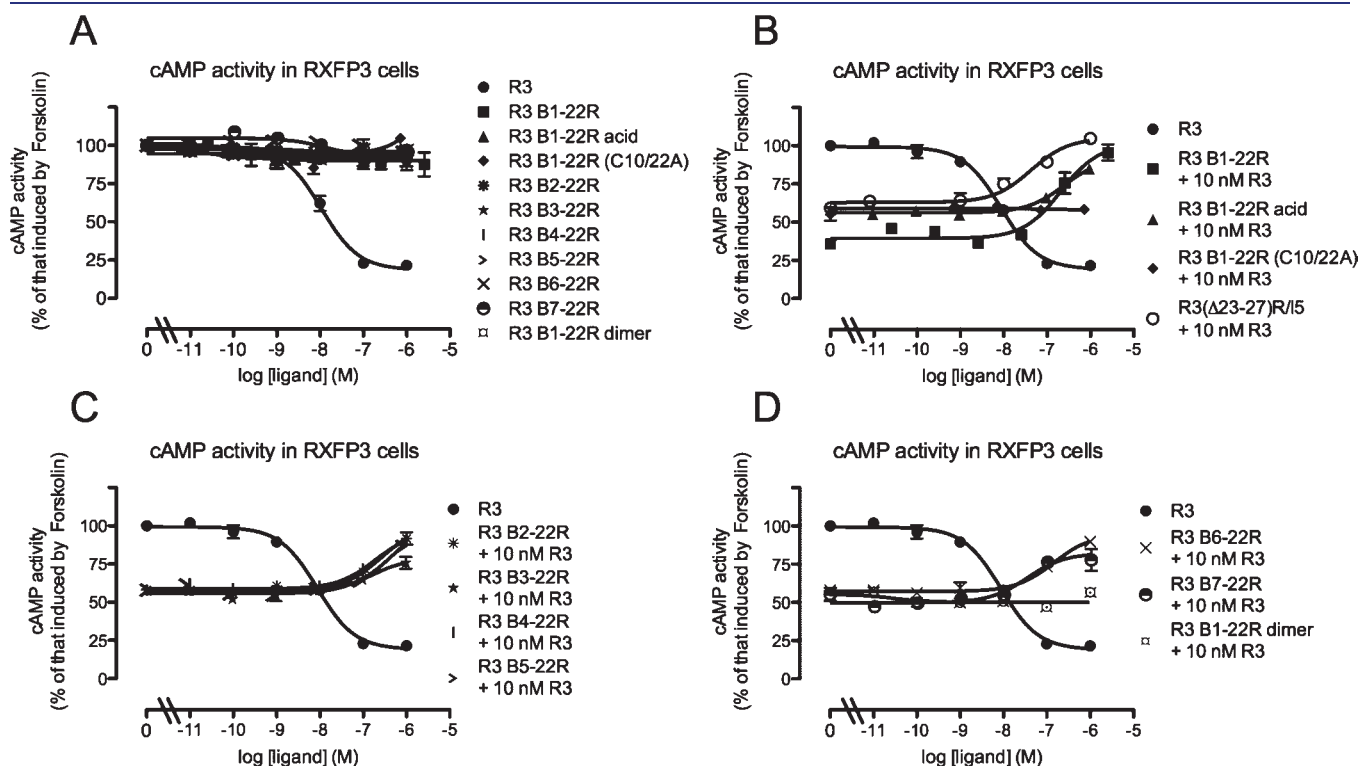 A
cAMP activity in RXFP3 cells
cAMP activity
(% of that induced by Forskolin)
100
75
50
25
0
0 -11 -10 -9 -8 -7 -6 -5
log [ligand] (M)
R3
R3 B1-22R
R3 B1-22R acid
R3 B1-22R (C10/22A)
R3 B2-22R
R3 B3-22R
R3 B4-22R
R3 B5-22R
R3 B6-22R
R3 B7-22R
R3 B1-22R dimer
B
cAMP activity in RXFP3 cells
cAMP activity
(% of that induced by Forskolin)
100
75
50
25
0
0 -11 -10 -9 -8 -7 -6 -5
log [ligand] (M)
R3
R3 B1-22R
+ 10 nM R3
R3 B1-22R acid
+ 10 nM R3
R3 B1-22R (C10/22A)
+ 10 nM R3
R3(Δ23-27)R/I5
+ 10 nM R3
C
cAMP activity in RXFP3 cells
cAMP activity
(% of that induced by Forskolin)
100
75
50
25
0
0 -11 -10 -9 -8 -7 -6 -5
log [ligand] (M)
R3
R3 B2-22R
+ 10 nM R3
R3 B3-22R
+ 10 nM R3
R3 B4-22R
+ 10 nM R3
R3 B5-22R
+ 10 nM R3
D
cAMP activity in RXFP3 cells
cAMP activity
(% of that induced by Forskolin)
100
75
50
25
0
0 -11 -10 -9 -8 -7 -6 -5
log [ligand] (M)
R3
R3 B6-22R
+ 10 nM R3
R3 B7-22R
+ 10 nM R3
R3 B1-22R dimer
+ 10 nM R3